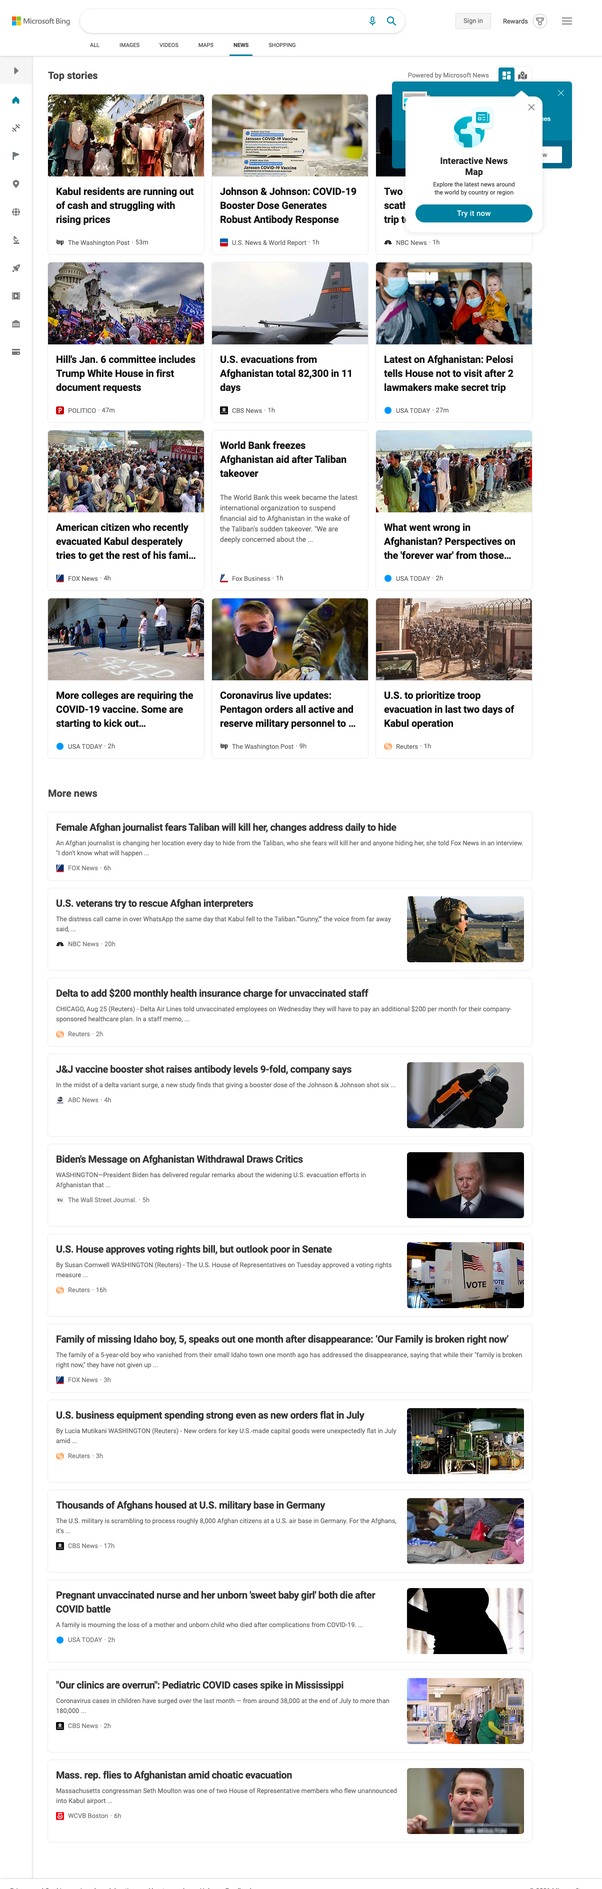 Microsoft Bing
Sign in
Rewards
ALL
IMAGES
VIDEOS
MAPS
NEWS
SHOPPING
Top stories
Powered by Microsoft News
Interactive News
Map
Explore the latest news around
the world by country or region
Try it now
Kabul residents are running out
of cash and struggling with
rising prices
The Washington Post · 53m
Johnson & Johnson: COVID-19
Booster Dose Generates
Robust Antibody Response
U.S. News & World Report · 1h
Two
scath
trip t
NBC News · 1h
Hill's Jan. 6 committee includes
Trump White House in first
document requests
POLITICO · 47m
U.S. evacuations from
Afghanistan total 82,300 in 11
days
CBS News · 1h
Latest on Afghanistan: Pelosi
tells House not to visit after 2
lawmakers make secret trip
USA TODAY · 27m
American citizen who recently
evacuated Kabul desperately
tries to get the rest of his fami...
FOX News · 4h
World Bank freezes
Afghanistan aid after Taliban
takeover
The World Bank this week became the latest
international organization to suspend
financial aid to Afghanistan in the wake of
the Taliban's sudden takeover. "We are
deeply concerned about the ...
Fox Business · 1h
What went wrong in
Afghanistan? Perspectives on
the 'forever war' from those...
USA TODAY · 2h
More colleges are requiring the
COVID-19 vaccine. Some are
starting to kick out...
USA TODAY · 2h
Coronavirus live updates:
Pentagon orders all active and
reserve military personnel to ...
The Washington Post · 9h
U.S. to prioritize troop
evacuation in last two days of
Kabul operation
Reuters · 1h
More news
Female Afghan journalist fears Taliban will kill her, changes address daily to hide
An Afghan journalist is changing her location every day to hide from the Taliban, who she fears will kill her and anyone hiding her, she told Fox News in an interview.
"I don't know what will happen ...
FOX News · 6h
U.S. veterans try to rescue Afghan interpreters
The distress call came in over WhatsApp the same day that Kabul fell to the Taliban."'Gunny,'" the voice from far away
said, ...
NBC News · 20h
Delta to add $200 monthly health insurance charge for unvaccinated staff
CHICAGO, Aug 25 (Reuters) - Delta Air Lines told unvaccinated employees on Wednesday they will have to pay an additional $200 per month for their company-
sponsored healthcare plan. In a staff memo, ...
Reuters · 2h
J&J vaccine booster shot raises antibody levels 9-fold, company says
In the midst of a delta variant surge, a new study finds that giving a booster dose of the Johnson & Johnson shot six ...
ABC News · 4h
Biden's Message on Afghanistan Withdrawal Draws Critics
WASHINGTON—President Biden has delivered regular remarks about the widening U.S. evacuation efforts in
Afghanistan that ...
The Wall Street Journal. · 5h
U.S. House approves voting rights bill, but outlook poor in Senate
By Susan Cornwell WASHINGTON (Reuters) - The U.S. House of Representatives on Tuesday approved a voting rights
measure ...
Reuters · 16h
VOTE
Family of missing Idaho boy, 5, speaks out one month after disappearance: 'Our Family is broken right now'
The family of a 5-year-old boy who vanished from their small Idaho town one month ago has addressed the disappearance, saying that while their "family is broken
right now," they have not given up ...
FOX News · 3h
U.S. business equipment spending strong even as new orders flat in July
By Lucia Mutikani WASHINGTON (Reuters) - New orders for key U.S.-made capital goods were unexpectedly flat in July
amid ...
Reuters · 3h
Thousands of Afghans housed at U.S. military base in Germany
The U.S. military is scrambling to process roughly 8,000 Afghan citizens at a U.S. air base in Germany. For the Afghans,
it's ...
CBS News · 17h
Pregnant unvaccinated nurse and her unborn 'sweet baby girl' both die after
COVID battle
A family is mourning the loss of a mother and unborn child who died after complications from COVID-19. ...
USA TODAY · 2h
"Our clinics are overrun": Pediatric COVID cases spike in Mississippi
Coronavirus cases in children have surged over the last month — from around 38,000 at the end of July to more than
180,000 ...
CBS News · 2h
Mass. rep. flies to Afghanistan amid choatic evacuation
Massachusetts congressman Seth Moulton was one of two House of Representative members who flew unannounced
into Kabul airport ...
WCVB Boston · 6h